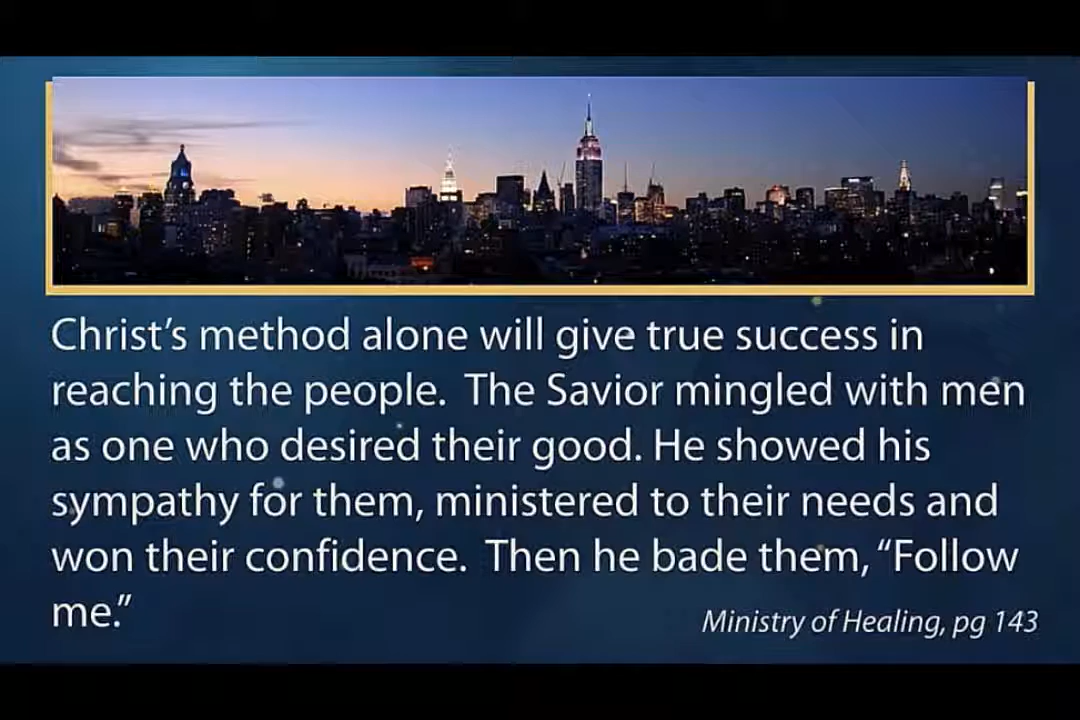 Christ’s method alone will give true success in
reaching the people.  The Savior mingled with men
as one who desired their good. He showed his
sympathy for them, ministered to their needs and
won their confidence.  Then he bade them, “Follow
me.”
Ministry of Healing, pg 143